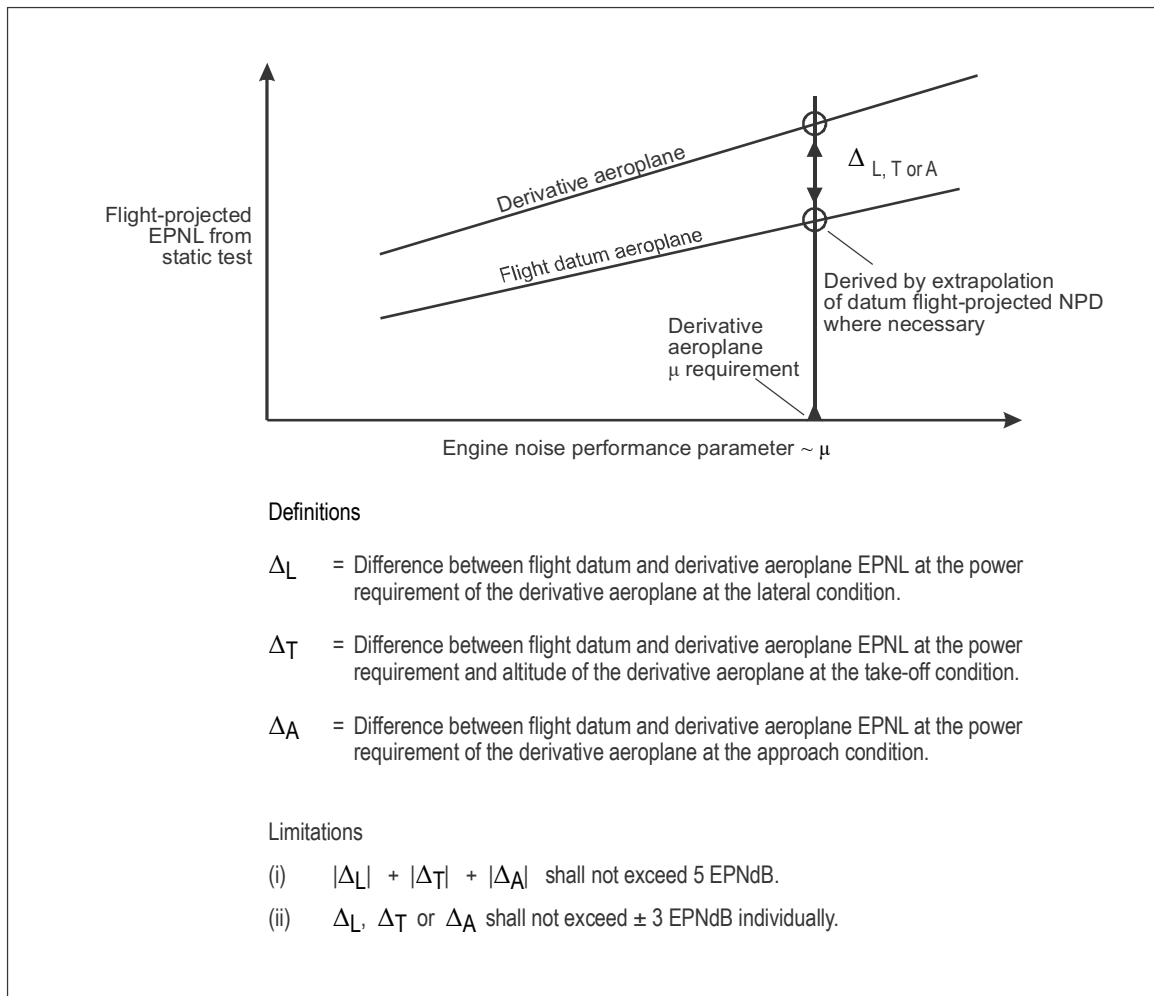 Derivative aeroplane
Δ L, T or A
Flight-projected
EPNL from
static test
Flight datum aeroplane
Derived by extrapolation
of datum flight-projected NPD
where necessary
Derivative
aeroplane
μ requirement
Engine noise performance parameter ~ μ
Definitions
ΔL = Difference between flight datum and derivative aeroplane EPNL at the power
requirement of the derivative aeroplane at the lateral condition.
ΔT = Difference between flight datum and derivative aeroplane EPNL at the power
requirement and altitude of the derivative aeroplane at the take-off condition.
ΔA = Difference between flight datum and derivative aeroplane EPNL at the power
requirement of the derivative aeroplane at the approach condition.
Limitations
(i) |ΔL| + |ΔT| + |ΔA| shall not exceed 5 EPNdB.
(ii) ΔL, ΔT or ΔA shall not exceed ± 3 EPNdB individually.